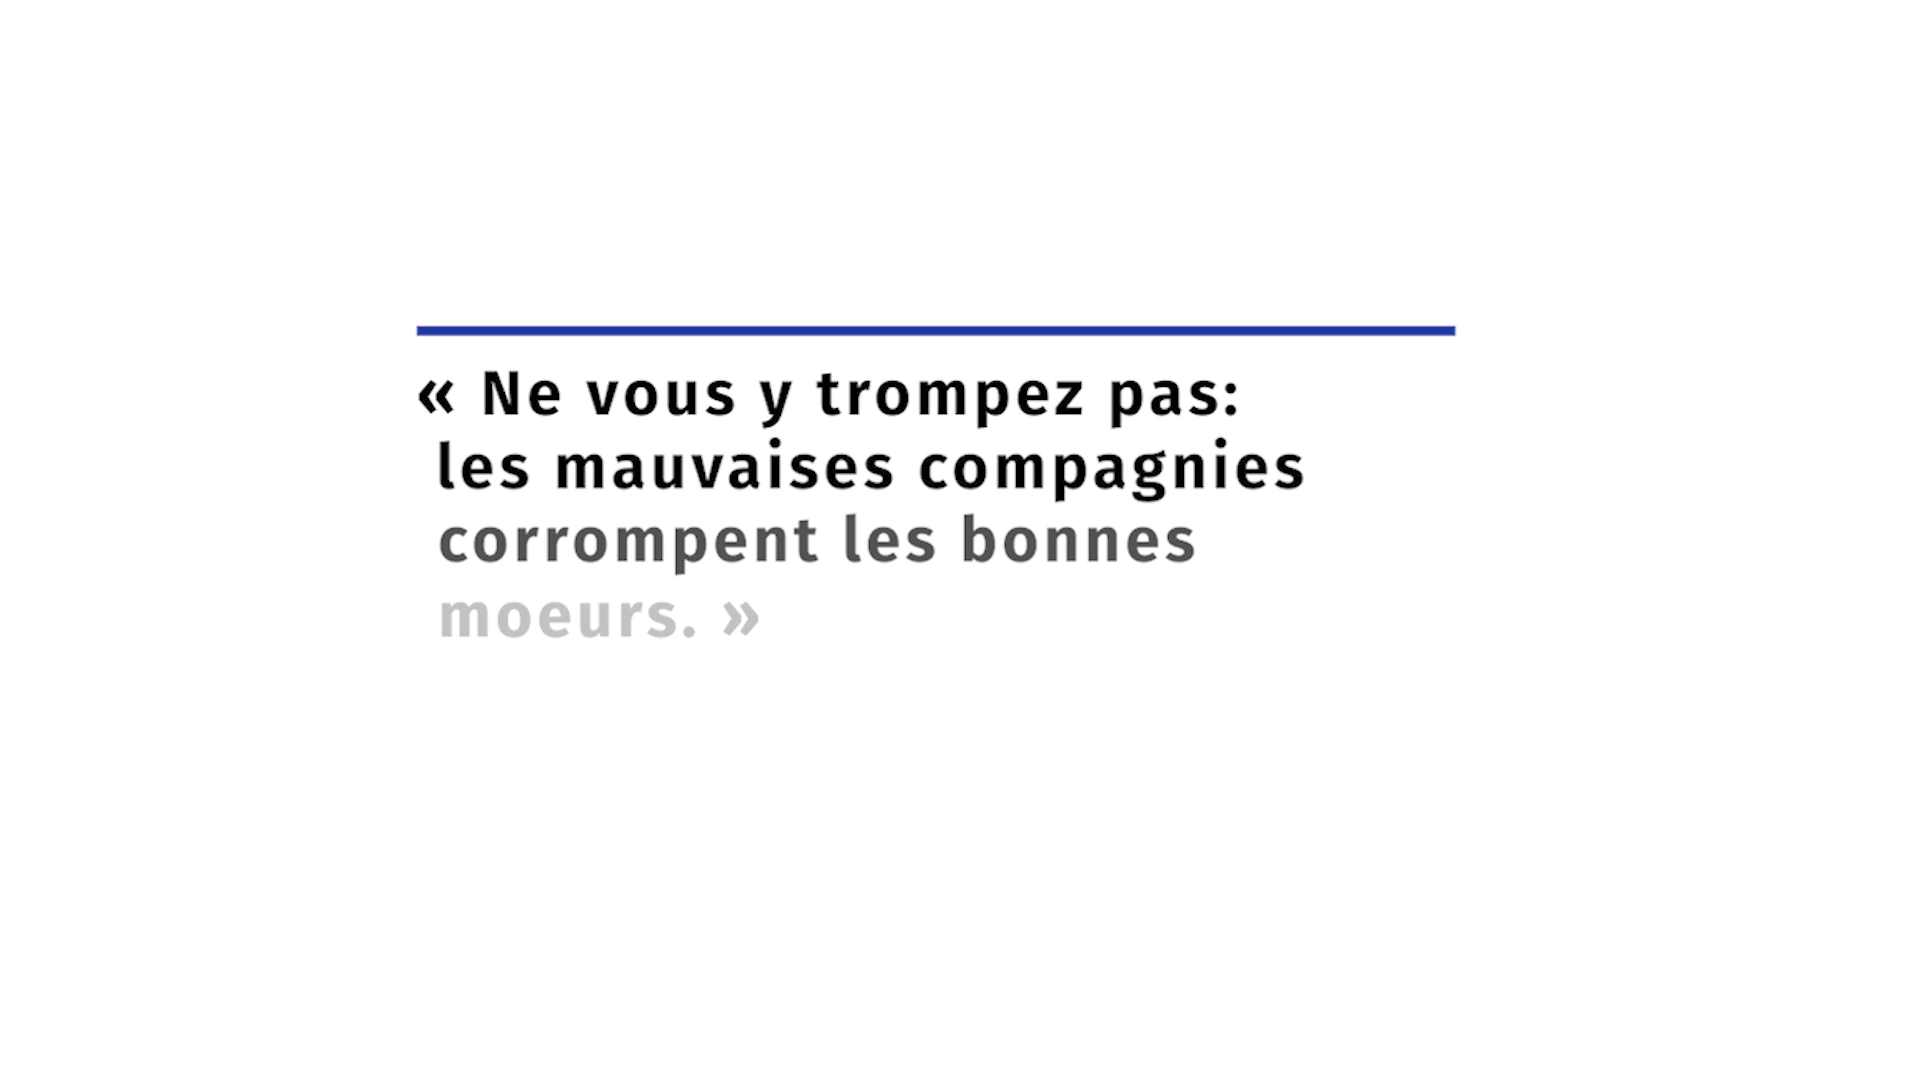 « Ne vous y trompez pas:
les mauvaises compagnies
corrompent les bonnes
moeurs. »